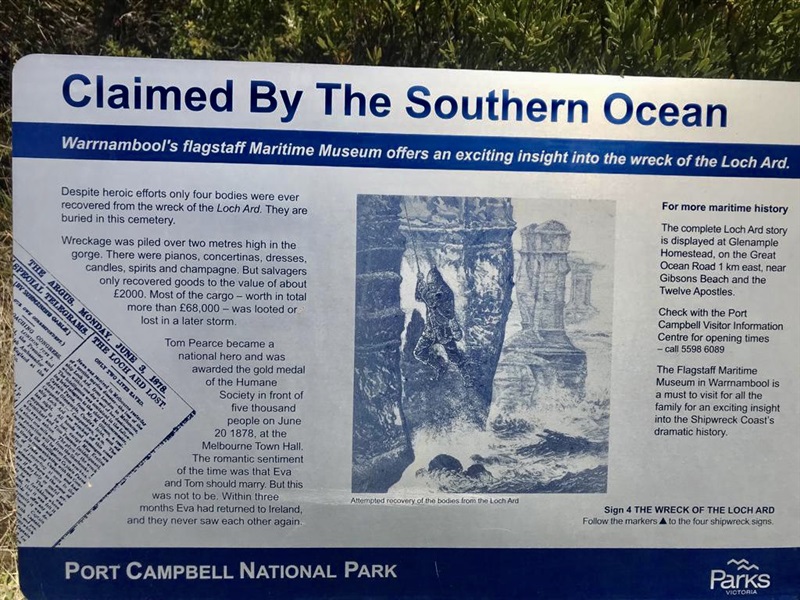 Claimed By The Southern Ocean
Warrnambool's flagstaff Maritime Museum offers an exciting insight into the wreck of the Loch Ard.
Despite heroic efforts only four bodies were ever
recovered from the wreck of the Loch Ard. They are
buried in this cemetery.
Wreckage was piled over two metres high in the
gorge. There were pianos, concertinas, dresses,
candles, spirits and champagne. But salvagers
only recovered goods to the value of about
£2000. Most of the cargo – worth in total
more than £68,000 – was looted or
lost in a later storm.
Tom Pearce became a
national hero and was
awarded the gold medal
of the Humane
Society in front of
five thousand
people on June
20 1878, at the
Melbourne Town Hall.
The romantic sentiment
of the time was that Eva
and Tom should marry. But this
was not to be. Within three
months Eva had returned to Ireland,
and they never saw each other again.
THE ARGUS, MONDAY, JUNE 3, 1878.
SPECIAL TELEGRAMS
THE LOCH ARD LOST.
ONLY TWO LIVES SAVED.
Attempted recovery of the bodies from the Loch Ard
For more maritime history
The complete Loch Ard story
is displayed at Glenample
Homestead, on the Great
Ocean Road 1 km east, near
Gibsons Beach and the
Twelve Apostles.
Check with the Port
Campbell Visitor Information
Centre for opening times
– call 5598 6089
The Flagstaff Maritime
Museum in Warrnambool is
a must to visit for all the
family for an exciting insight
into the Shipwreck Coast's
dramatic history.
Sign 4 THE WRECK OF THE LOCH ARD
Follow the markers ▲ to the four shipwreck signs.
PORT CAMPBELL NATIONAL PARK
Parks
VICTORIA